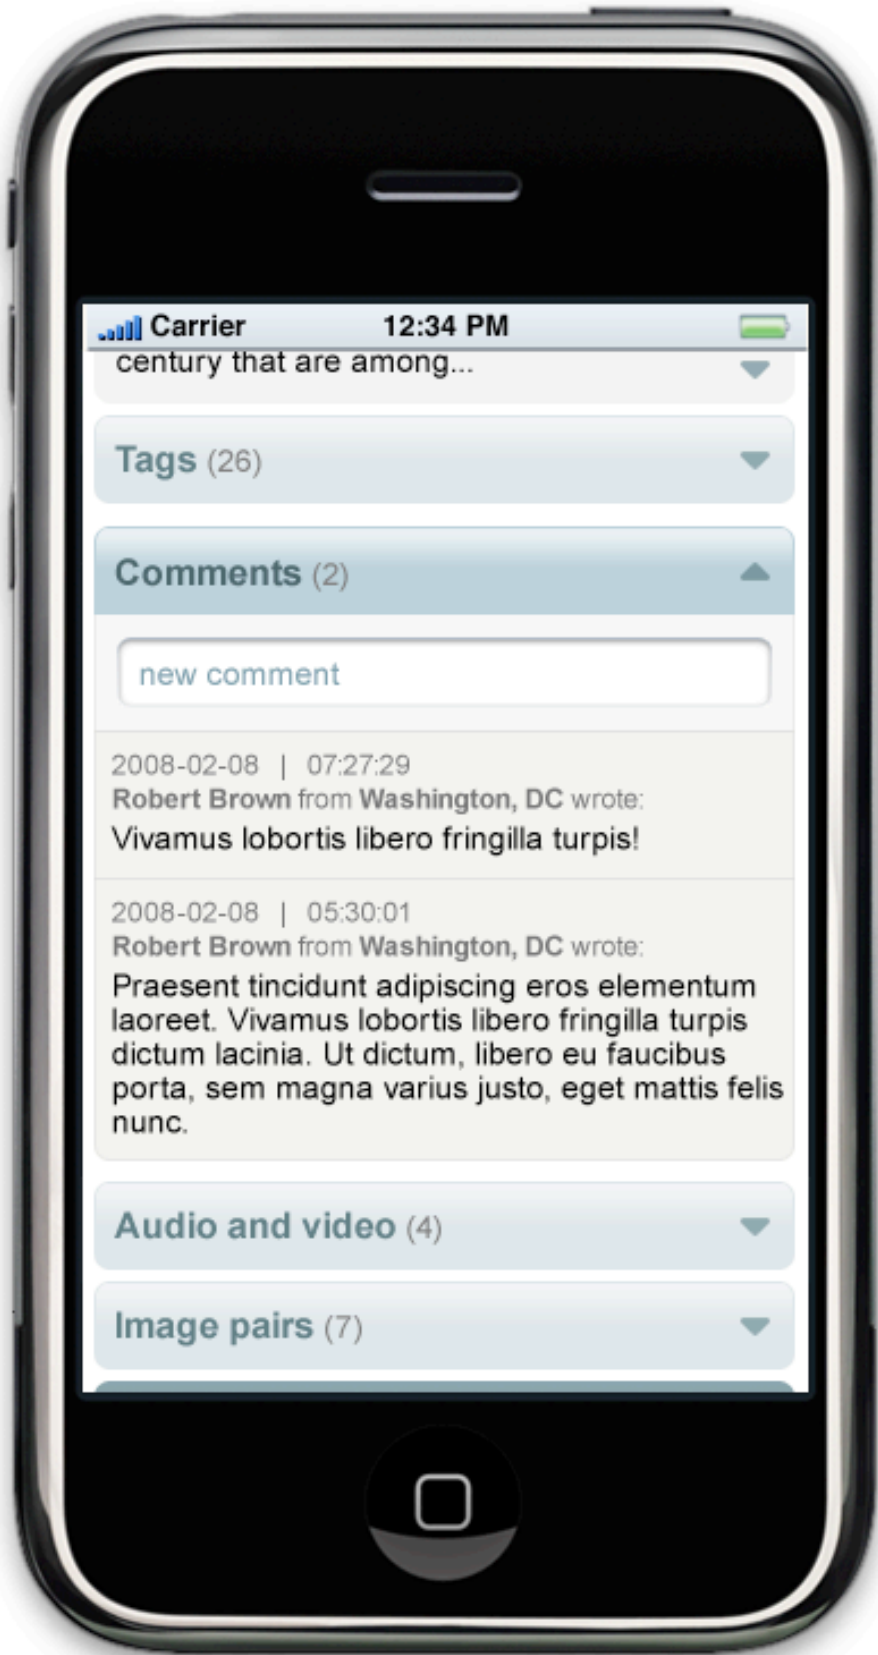 Carrier 12:34 PM
century that are among...
Tags (26)
Comments (2)
new comment
2008-02-08 | 07:27:29
Robert Brown from Washington, DC wrote:
Vivamus lobortis libero fringilla turpis!
2008-02-08 | 05:30:01
Robert Brown from Washington, DC wrote:
Praesent tincidunt adipiscing eros elementum
laoreet. Vivamus lobortis libero fringilla turpis
dictum lacinia. Ut dictum, libero eu faucibus
porta, sem magna varius justo, eget mattis felis
nunc.
Audio and video (4)
Image pairs (7)